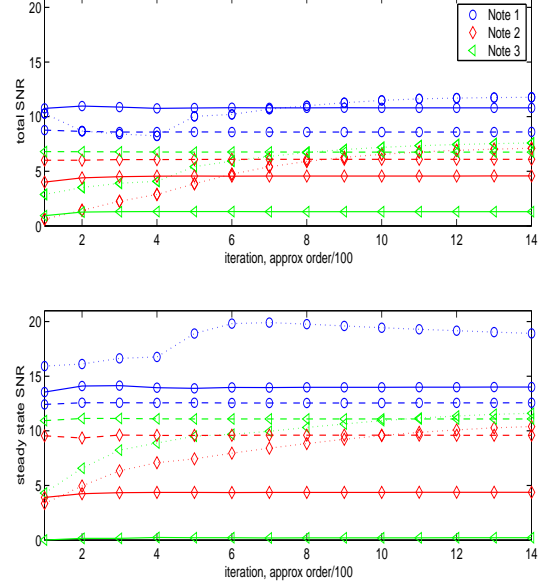 20
15
10
5
0
total SNR
Note 1
Note 2
Note 3
2 4 6 8 10 12 14
iteration, approx order/100
20
15
10
5
0
steady state SNR
2 4 6 8 10 12 14
iteration, approx order/100